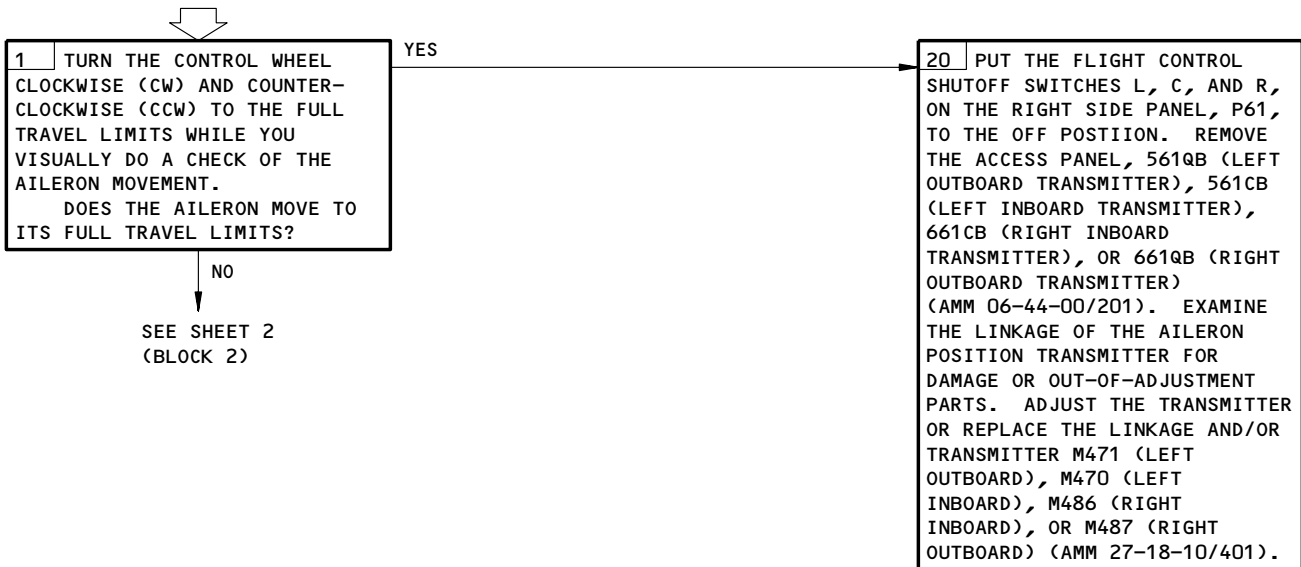 1 TURN THE CONTROL WHEEL
CLOCKWISE (CW) AND COUNTER-
CLOCKWISE (CCW) TO THE FULL
TRAVEL LIMITS WHILE YOU
VISUALLY DO A CHECK OF THE
AILERON MOVEMENT.
DOES THE AILERON MOVE TO
ITS FULL TRAVEL LIMITS?
YES
NO
SEE SHEET 2
(BLOCK 2)
20 PUT THE FLIGHT CONTROL
SHUTOFF SWITCHES L, C, AND R,
ON THE RIGHT SIDE PANEL, P61,
TO THE OFF POSTIION. REMOVE
THE ACCESS PANEL, 561QB (LEFT
OUTBOARD TRANSMITTER), 561CB
(LEFT INBOARD TRANSMITTER),
661CB (RIGHT INBOARD
TRANSMITTER), OR 661QB (RIGHT
OUTBOARD TRANSMITTER)
(AMM 06-44-00/201). EXAMINE
THE LINKAGE OF THE AILERON
POSITION TRANSMITTER FOR
DAMAGE OR OUT-OF-ADJUSTMENT
PARTS. ADJUST THE TRANSMITTER
OR REPLACE THE LINKAGE AND/OR
TRANSMITTER M471 (LEFT
OUTBOARD), M470 (LEFT
INBOARD), M486 (RIGHT
INBOARD), OR M487 (RIGHT
OUTBOARD) (AMM 27-18-10/401).